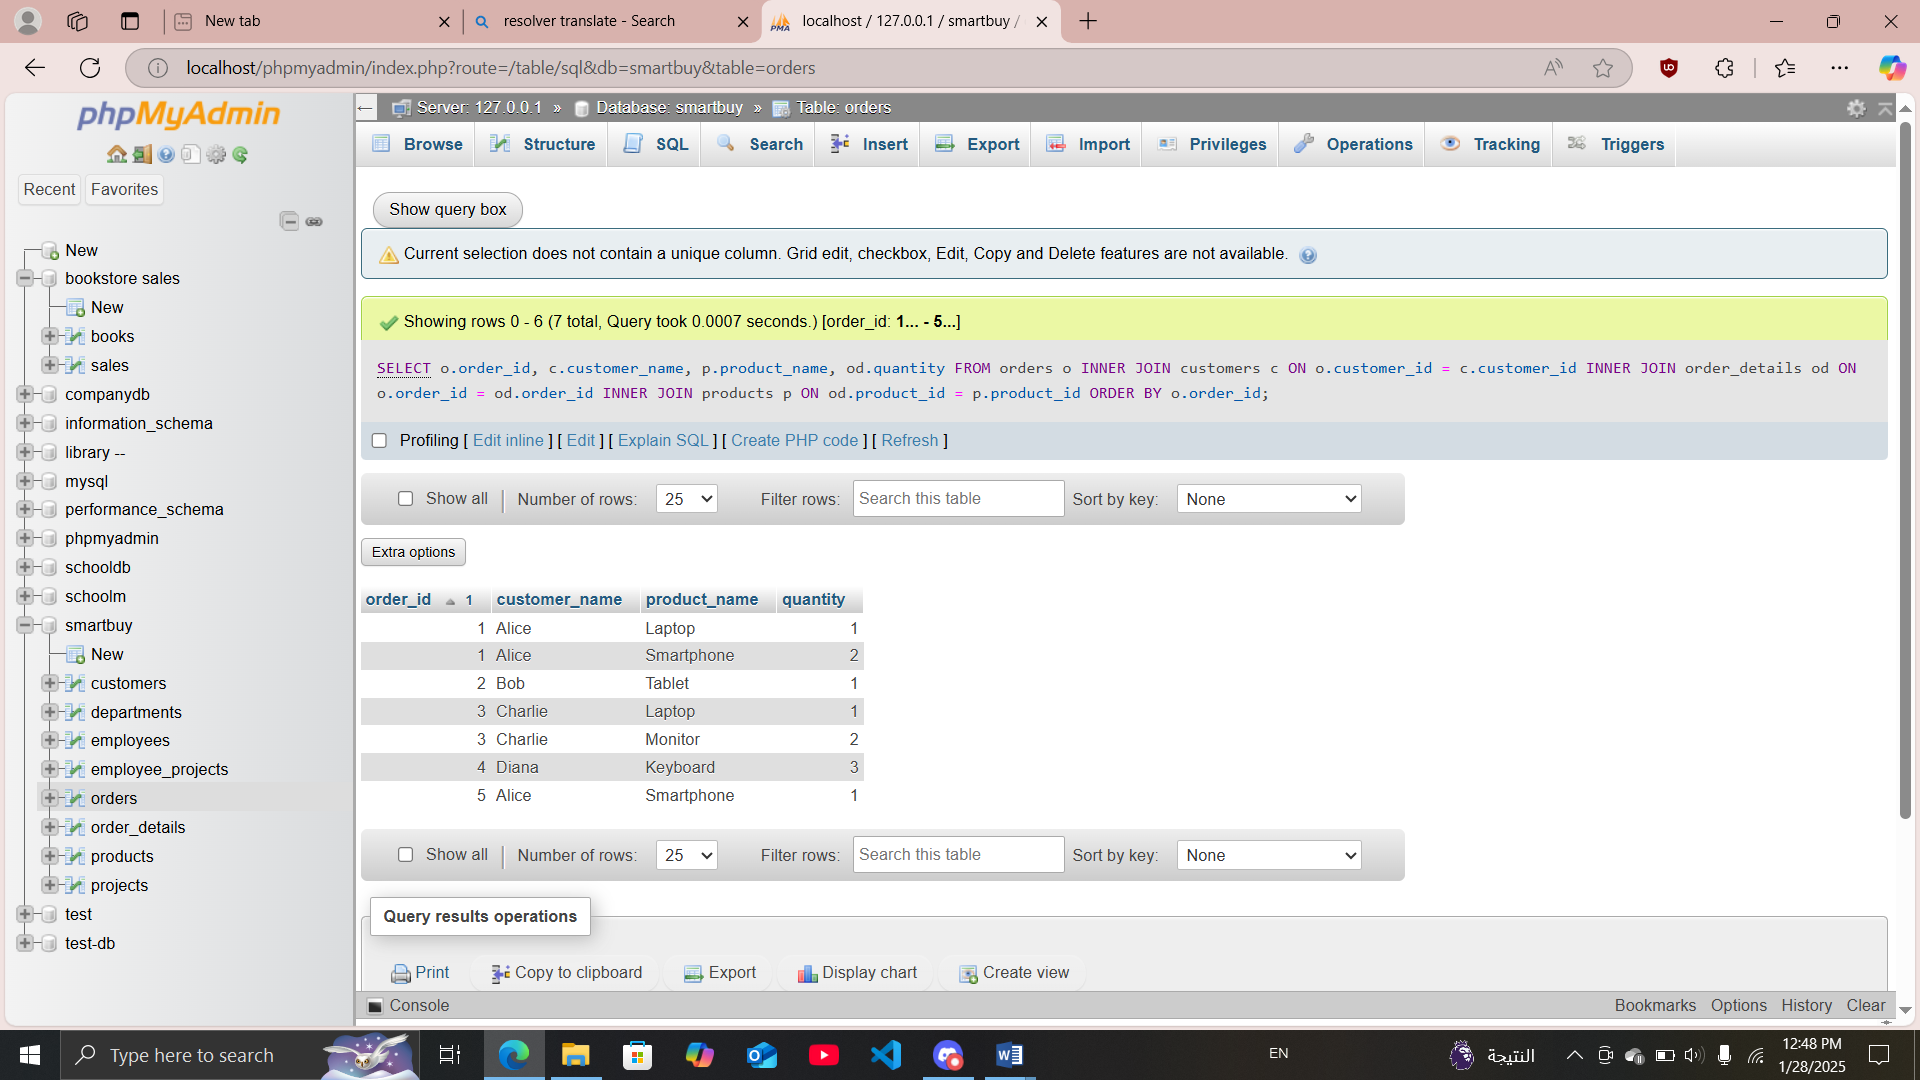 New tab
resolver translate - Search
localhost / 127.0.0.1 / smartbuy /
localhost/phpmyadmin/index.php?route=/table/sql&db=smartbuy&table=orders
phpMyAdmin
Recent Favorites
New
bookstore sales
New
books
sales
companydb
information_schema
library --
mysql
performance_schema
phpmyadmin
schooldb
schoolm
smartbuy
New
customers
departments
employees
employee_projects
orders
order_details
products
projects
test
test-db
Server: 127.0.0.1 » Database: smartbuy » Table: orders
Browse Structure SQL Search Insert Export Import Privileges Operations Tracking Triggers
Show query box
Current selection does not contain a unique column. Grid edit, checkbox, Edit, Copy and Delete features are not available.
Showing rows 0 - 6 (7 total, Query took 0.0007 seconds.) [order_id: 1... - 5...]
SELECT o.order_id, c.customer_name, p.product_name, od.quantity FROM orders o INNER JOIN customers c ON o.customer_id = c.customer_id INNER JOIN order_details od ON
o.order_id = od.order_id INNER JOIN products p ON od.product_id = p.product_id ORDER BY o.order_id;
Profiling [ Edit inline ] [ Edit ] [ Explain SQL ] [ Create PHP code ] [ Refresh ]
Show all Number of rows: 25 Filter rows: Search this table Sort by key: None
Extra options
order_id 1 customer_name product_name quantity
1 Alice Laptop 1
1 Alice Smartphone 2
2 Bob Tablet 1
3 Charlie Laptop 1
3 Charlie Monitor 2
4 Diana Keyboard 3
5 Alice Smartphone 1
Show all Number of rows: 25 Filter rows: Search this table Sort by key: None
Query results operations
Print Copy to clipboard Export Display chart Create view
Console Bookmarks Options History Clear
Type here to search
EN
النتيجة
12:48 PM
1/28/2025